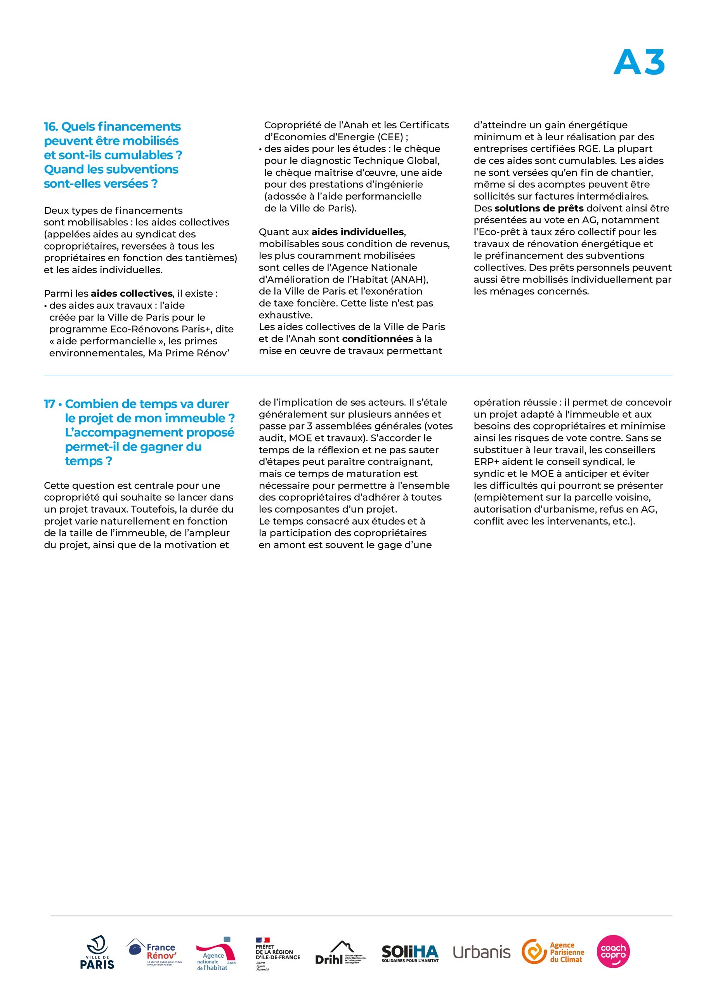 A3
16. Quels financements
peuvent être mobilisés
et sont-ils cumulables ?
Quand les subventions
sont-elles versées ?
Deux types de financements
sont mobilisables : les aides collectives
(appelées aides au syndicat des
copropriétaires, reversées à tous les
propriétaires en fonction des tantièmes)
et les aides individuelles.
Parmi les aides collectives, il existe :
• des aides aux travaux : l’aide
créée par la Ville de Paris pour le
programme Eco-Rénovons Paris+, dite
« aide performancielle », les primes
environnementales, Ma Prime Rénov’
Copropriété de l’Anah et les Certificats
d’Economies d’Energie (CEE) ;
• des aides pour les études : le chèque
pour le diagnostic Technique Global,
le chèque maîtrise d’œuvre, une aide
pour des prestations d’ingénierie
(adossée à l’aide performancielle
de la Ville de Paris).
Quant aux aides individuelles,
mobilisables sous condition de revenus,
les plus couramment mobilisées
sont celles de l’Agence Nationale
d’Amélioration de l’Habitat (ANAH),
de la Ville de Paris et l’exonération
de taxe foncière. Cette liste n’est pas
exhaustive.
Les aides collectives de la Ville de Paris
et de l’Anah sont conditionnées à la
mise en œuvre de travaux permettant
d’atteindre un gain énergétique
minimum et à leur réalisation par des
entreprises certifiées RGE. La plupart
de ces aides sont cumulables. Les aides
ne sont versées qu’en fin de chantier,
même si des acomptes peuvent être
sollicités sur factures intermédiaires.
Des solutions de prêts doivent ainsi être
présentées au vote en AG, notamment
l’Eco-prêt à taux zéro collectif pour les
travaux de rénovation énergétique et
le préfinancement des subventions
collectives. Des prêts personnels peuvent
aussi être mobilisés individuellement par
les ménages concernés.
17 • Combien de temps va durer
le projet de mon immeuble ?
L’accompagnement proposé
permet-il de gagner du
temps ?
Cette question est centrale pour une
copropriété qui souhaite se lancer dans
un projet travaux. Toutefois, la durée du
projet varie naturellement en fonction
de la taille de l’immeuble, de l’ampleur
du projet, ainsi que de la motivation et
de l’implication de ses acteurs. Il s’étale
généralement sur plusieurs années et
passe par 3 assemblées générales (votes
audit, MOE et travaux). S’accorder le
temps de la réflexion et ne pas sauter
d’étapes peut paraître contraignant,
mais ce temps de maturation est
nécessaire pour permettre à l’ensemble
des copropriétaires d’adhérer à toutes
les composantes d’un projet.
Le temps consacré aux études et à
la participation des copropriétaires
en amont est souvent le gage d’une
opération réussie : il permet de concevoir
un projet adapté à l'immeuble et aux
besoins des copropriétaires et minimise
ainsi les risques de vote contre. Sans se
substituer à leur travail, les conseillers
ERP+ aident le conseil syndical, le
syndic et le MOE à anticiper et éviter
les difficultés qui pourront se présenter
(empiètement sur la parcelle voisine,
autorisation d’urbanisme, refus en AG,
conflit avec les intervenants, etc.).
VILLE DE
PARIS
France
Rénov’
Le service public pour mieux
rénover mon habitat
Agence
nationale
de l'habitat
Anah
PRÉFET
DE LA RÉGION
D’ÎLE-DE-FRANCE
Liberté
Égalité
Fraternité
Drihl
Direction régionale
et interdépartementale
de l'Hébergement
et du Logement
SOLiHA
SOLIDAIRES POUR L’HABITAT
Urbanis
Agence
Parisienne
du Climat
coach
copro